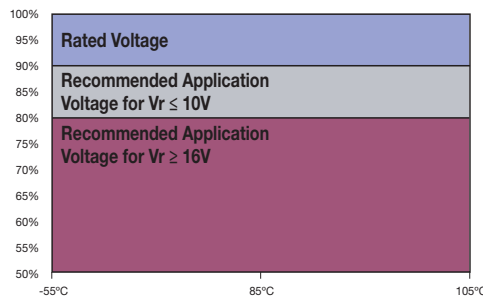 100%
95%
90%
85%
80%
75%
70%
65%
60%
55%
50%
Rated Voltage
Recommended Application
Voltage for Vr ≤ 10V
Recommended Application
Voltage for Vr ≥ 16V
-55ºC
85ºC
105ºC